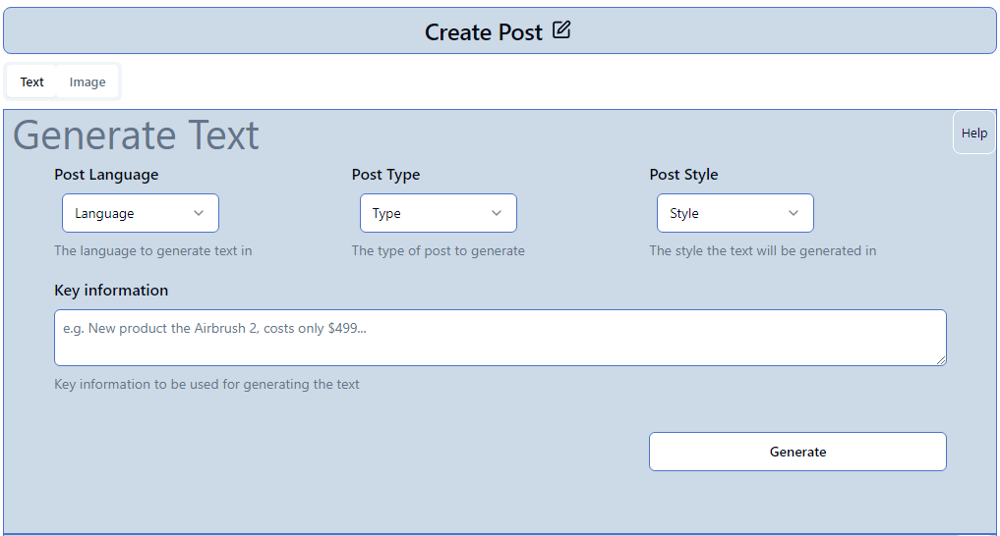 Create Post
Text Image
Generate Text
Help
Post Language Post Type Post Style
Language Type Style
The language to generate text in The type of post to generate The style the text will be generated in
Key information
e.g. New product the Airbrush 2, costs only $499...
Key information to be used for generating the text
Generate